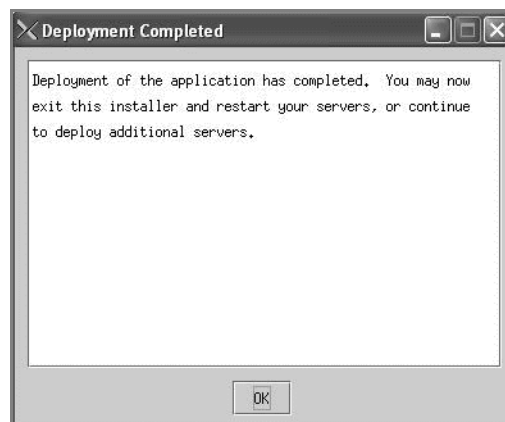 Deployment Completed
Deployment of the application has completed.  You may now
exit this installer and restart your servers, or continue
to deploy additional servers.
OK